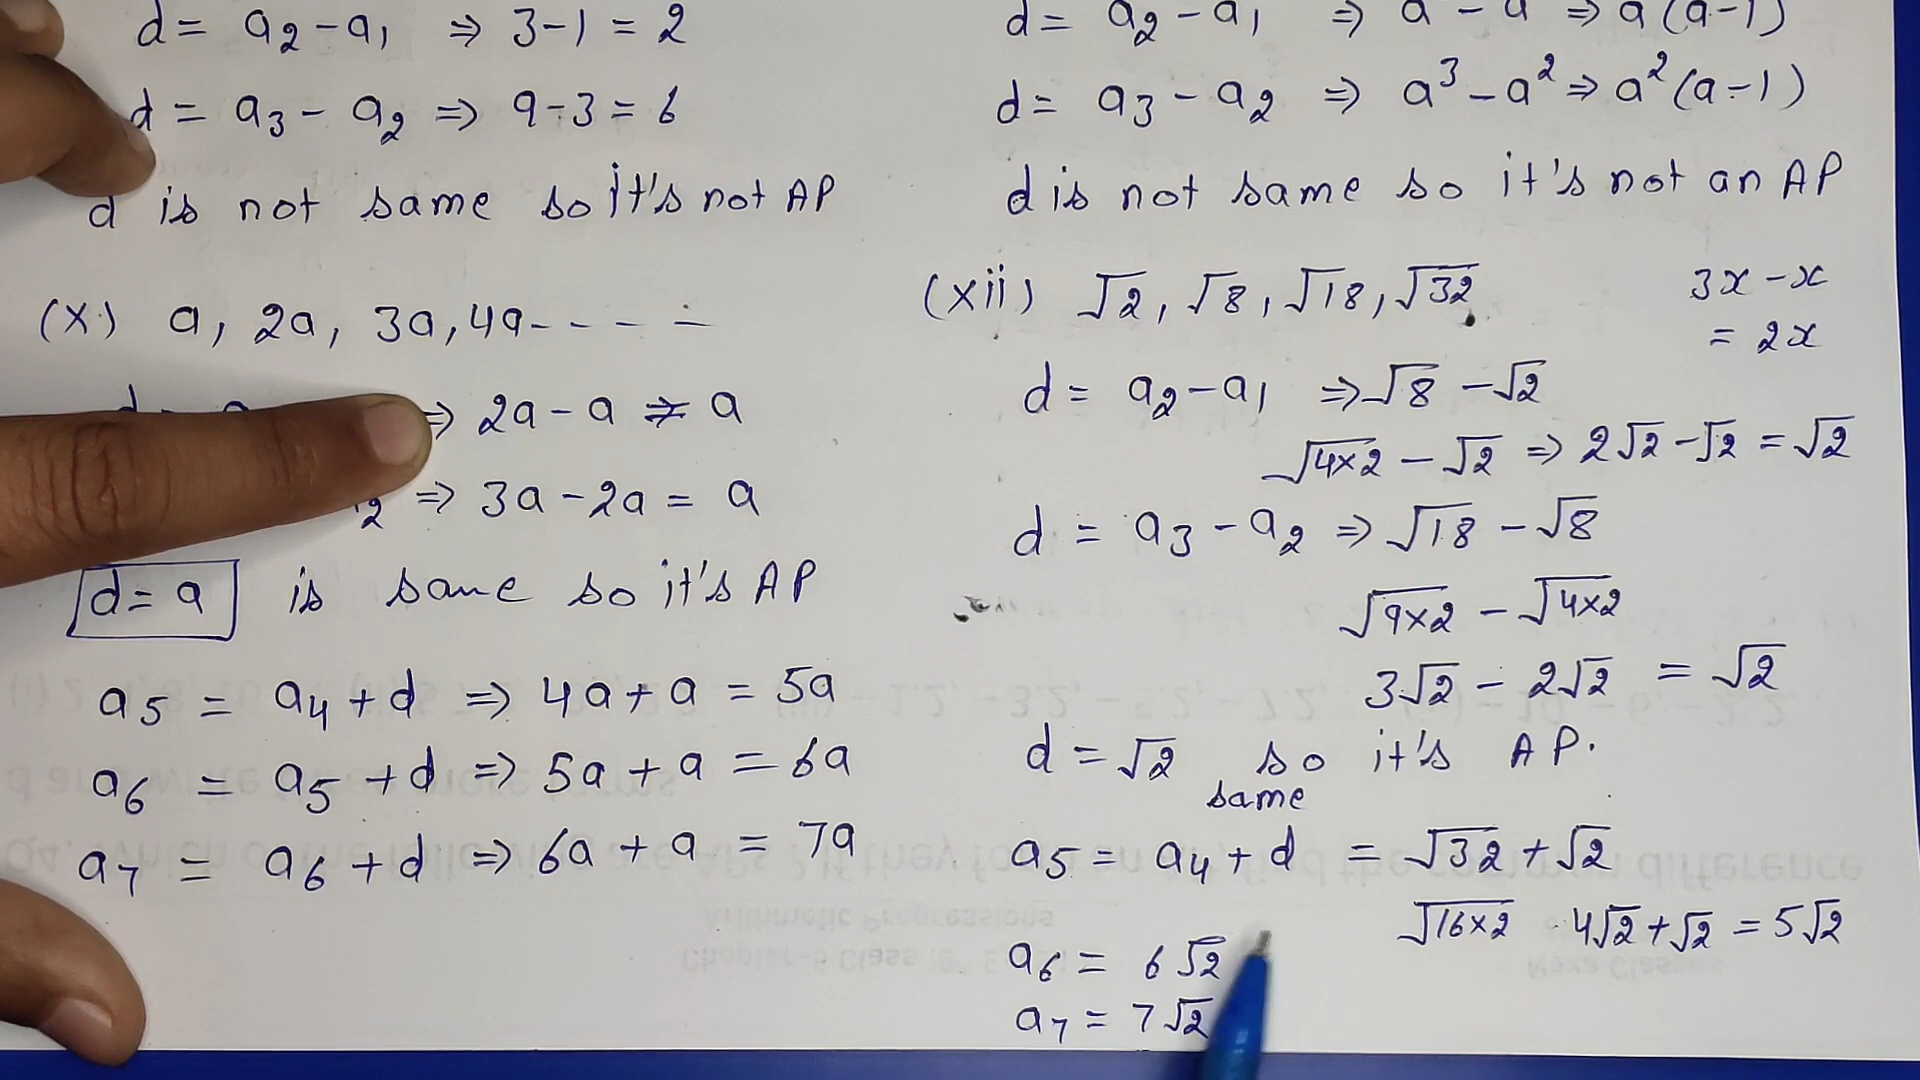 d = a₂ - a₁ ⇒ 3-1 = 2
d = a₃ - a₂ ⇒ 9-3 = 6
d is not same so it's not AP
(x) a, 2a, 3a, 4a- - - -
⇒ 2a - a ⇒ a
₂ ⇒ 3a - 2a = a
d = a is same so it's AP
a₅ = a₄ + d ⇒ 4a + a = 5a
a₆ = a₅ + d ⇒ 5a + a = 6a
a₇ = a₆ + d ⇒ 6a + a = 7a
d = a₂ - a₁ ⇒ a - a ⇒ a(a-1)
d = a₃ - a₂ ⇒ a³ - a² ⇒ a²(a-1)
d is not same so it's not an AP
(xii) √2, √8, √18, √32
3x - x
= 2x
d = a₂ - a₁ ⇒ √8 - √2
√4×2 - √2 ⇒ 2√2 - √2 = √2
d = a₃ - a₂ ⇒ √18 - √8
√9×2 - √4×2
3√2 - 2√2 = √2
d = √2 so it's AP.
same
a₅ = a₄ + d = √32 + √2
√16×2 4√2 + √2 = 5√2
a₆ = 6√2
a₇ = 7√2